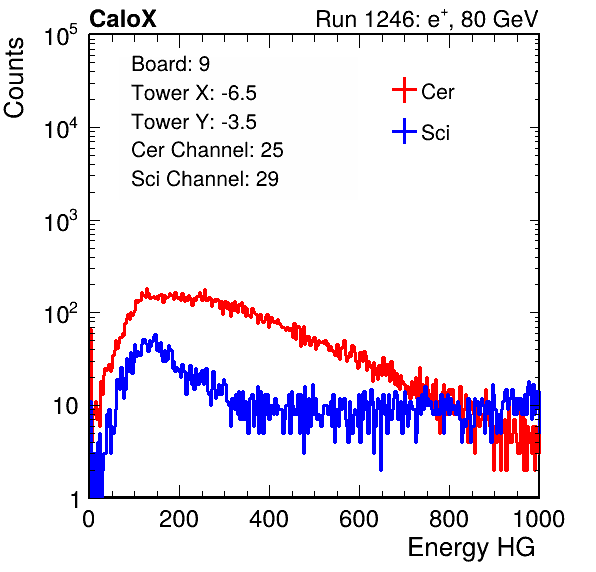 CaloX Run 1246: e⁺, 80 GeV
Counts
10⁵
10⁴
10³
10²
10
1
Board: 9
Tower X: -6.5
Tower Y: -3.5
Cer Channel: 25
Sci Channel: 29
Cer
Sci
0 200 400 600 800 1000
Energy HG